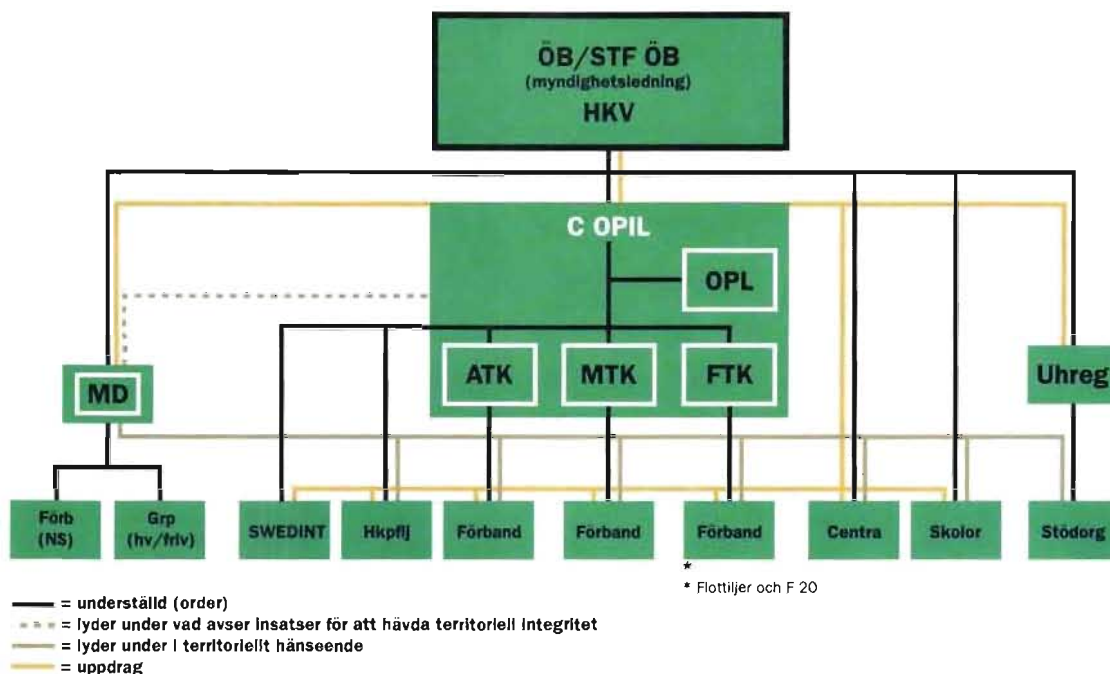 ÖB/STF ÖB
(myndighetsledning)
HKV
C OPIL
OPL
ATK
MTK
FTK
MD
Uhreg
Förb
(NS)
Grp
(hv/friv)
SWEDINT
Hkpflj
Förband
Förband
Förband
Centra
Skolor
Stödorg
*
* Flottiljer och F 20
= underställd (order)
= lyder under vad avser insatser för att hävda territoriell integritet
= lyder under i territoriellt hänseende
= uppdrag